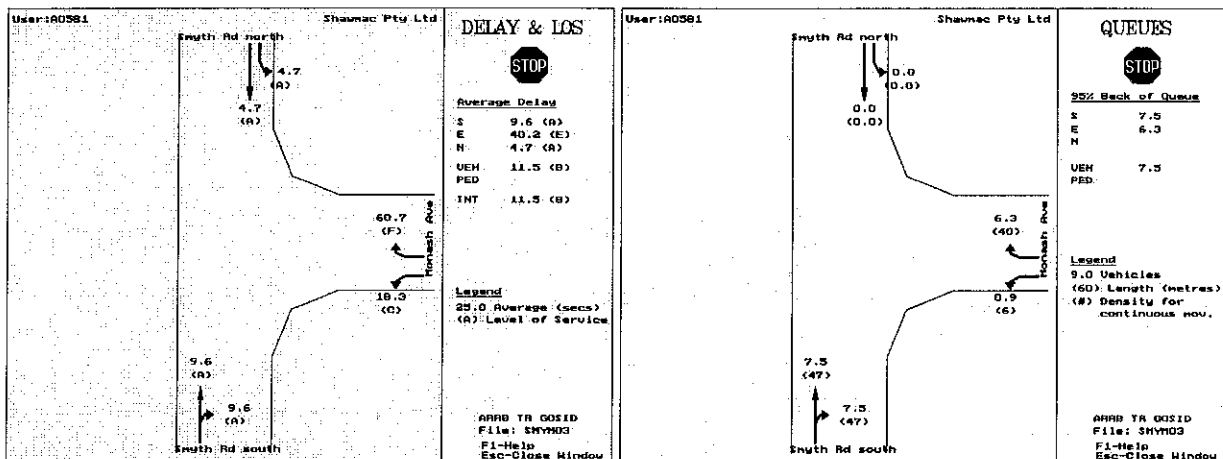 User:A0581
Shawmac Pty Ltd
Smyth Rd north
4.7
(A)
4.7
(A)
60.7
(F)
Monash Ave
18.3
(C)
9.6
(A)
9.6
(A)
Smyth Rd south
DELAY & LOS
STOP
Average Delay
S 9.6 (A)
E 40.2 (E)
N 4.7 (A)
VEH 11.5 (B)
PED
INT 11.5 (B)
Legend
25.0 Average (secs)
(A) Level of Service
ARRB TR GOSID
File: SMYM03
F1-Help
Esc-Close Window
User:A0581
Shawmac Pty Ltd
Smyth Rd north
0.0
(0.0)
0.0
(0.0)
6.3
(40)
Monash Ave
0.9
(6)
7.5
(47)
7.5
(47)
Smyth Rd south
QUEUES
STOP
95% Back of Queue
S 7.5
E 6.3
N
VEH 7.5
PED
Legend
9.0 Vehicles
(60) Length (metres)
(#) Density for
continuous mov.
ARRB TR GOSID
File: SMYM03
F1-Help
Esc-Close Window